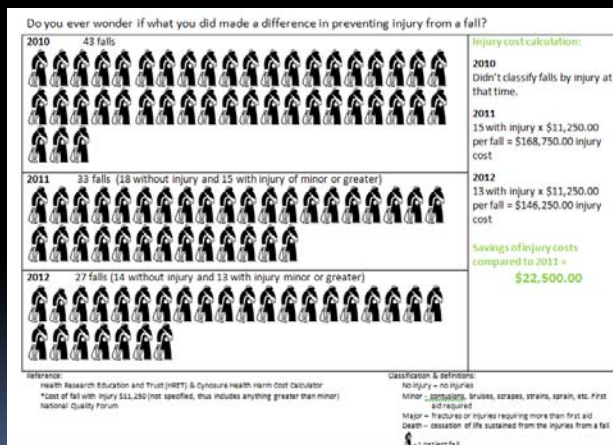 Do you ever wonder if what you did made a difference in preventing injury from a fall?
2010 43 falls
2011 33 falls (18 without injury and 15 with injury of minor or greater)
2012 27 falls (14 without injury and 13 with injury minor or greater)
Injury cost calculation:
2010
Didn't classify falls by injury at
that time.
2011
15 with injury x $11,250.00
per fall = $168,750.00 injury
cost
2012
13 with injury x $11,250.00
per fall = $146,250.00 injury
cost
Savings of injury costs
compared to 2011 =
$22,500.00
Reference:
Health Research Education and Trust (HRET) & Cynosure Health Harm Cost Calculator
*Cost of fall with injury $11,250 (not specified, thus includes anything greater than minor)
National Quality Forum
Classification & definitions:
No injury – no injuries
Minor – contusions, bruises, scrapes, strains, sprain, etc. First
aid required
Major – fractures or injuries requiring more than first aid
Death – cessation of life sustained from the injuries from a fall
= 1 patient fall